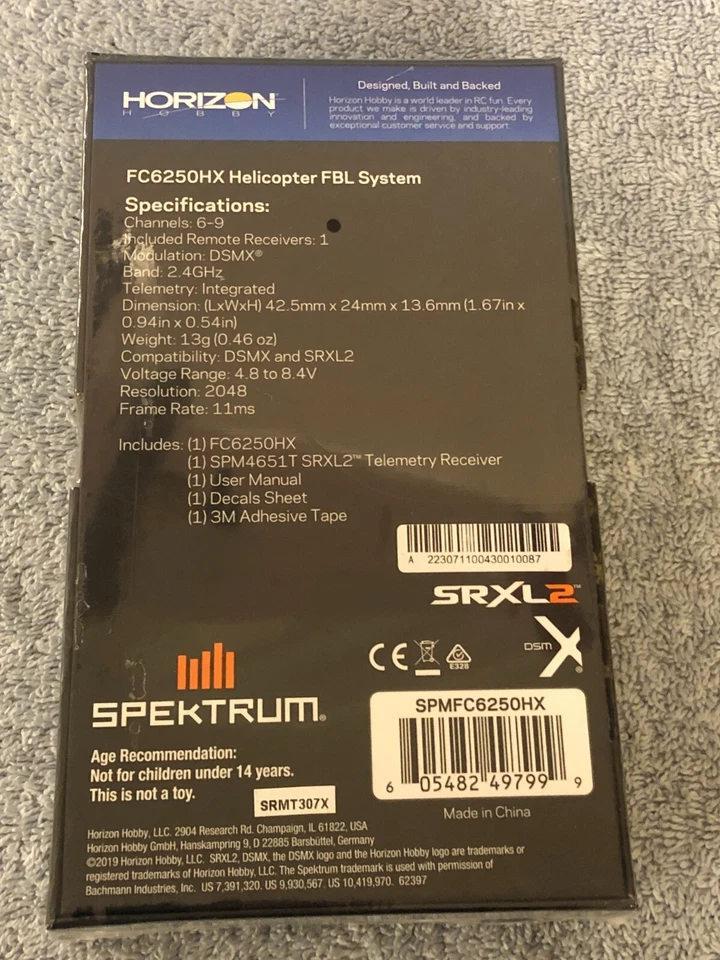 HORIZON
HOBBY
Designed, Built and Backed
Horizon Hobby is a world leader in RC fun. Every
product we make is driven by industry-leading
innovation and engineering, and backed by
exceptional customer service and support.
FC6250HX Helicopter FBL System
Specifications:
Channels: 6-9
Included Remote Receivers: 1
Modulation: DSMX®
Band: 2.4GHz
Telemetry: Integrated
Dimension: (LxWxH) 42.5mm x 24mm x 13.6mm (1.67in x
0.94in x 0.54in)
Weight: 13g (0.46 oz)
Compatibility: DSMX and SRXL2
Voltage Range: 4.8 to 8.4V
Resolution: 2048
Frame Rate: 11ms
Includes: (1) FC6250HX
(1) SPM4651T SRXL2™ Telemetry Receiver
(1) User Manual
(1) Decals Sheet
(1) 3M Adhesive Tape
A 223071100430010087
SRXL2™
CE
E328
DSM X®
SPEKTRUM®
SPMFC6250HX
6 05482 49799 9
Made in China
Age Recommendation:
Not for children under 14 years.
This is not a toy.
SRMT307X
Horizon Hobby, LLC. 2904 Research Rd. Champaign, IL 61822, USA
Horizon Hobby GmbH, Hanskampring 9, D 22885 Barsbüttel, Germany
©2019 Horizon Hobby, LLC. SRXL2, DSMX, the DSMX logo and the Horizon Hobby logo are trademarks or
registered trademarks of Horizon Hobby, LLC. The Spektrum trademark is used with permission of
Bachmann Industries, Inc. US 7,391,320. US 9,930,567. US 10,419,970. 62397